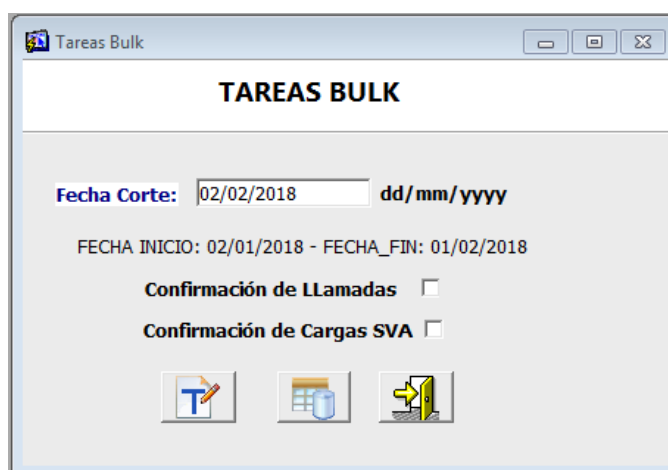 Tareas Bulk
TAREAS BULK
Fecha Corte: 02/02/2018 dd/mm/yyyy
FECHA INICIO: 02/01/2018 - FECHA_FIN: 01/02/2018
Confirmación de LLamadas
Confirmación de Cargas SVA
T